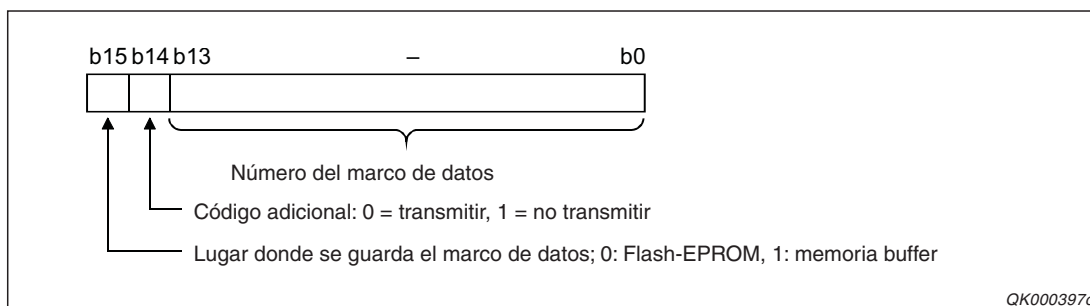 b15 b14 b13 – b0
Número del marco de datos
Código adicional: 0 = transmitir, 1 = no transmitir
Lugar donde se guarda el marco de datos; 0: Flash-EPROM, 1: memoria buffer